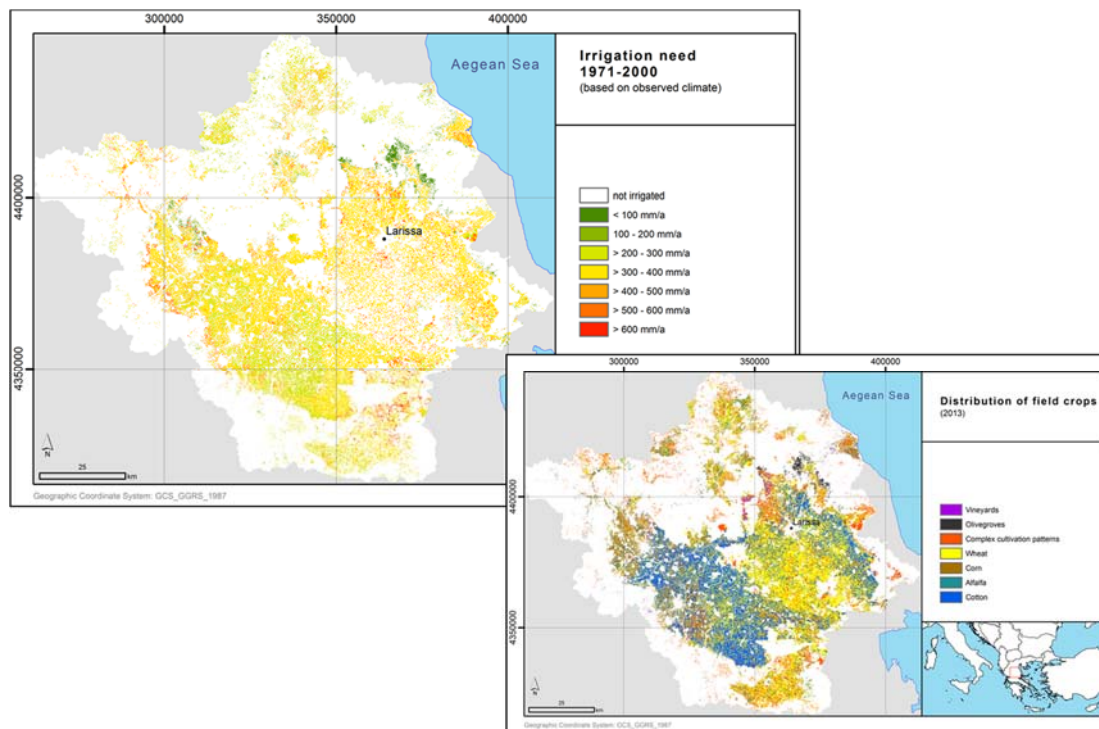 300000
350000
400000
Aegean Sea
Irrigation need
1971-2000
(based on observed climate)
4400000
4350000
Larissa
not irrigated
< 100 mm/a
100 - 200 mm/a
> 200 - 300 mm/a
> 300 - 400 mm/a
> 400 - 500 mm/a
> 500 - 600 mm/a
> 600 mm/a
N
25
km
Geographic Coordinate System: GCS_GGRS_1987
300000
350000
400000
Aegean Sea
Distribution of field crops
(2013)
4400000
4350000
Larissa
Vineyards
Olivegroves
Complex cultivation patterns
Wheat
Corn
Alfalfa
Cotton
N
25
km
Geographic Coordinate System: GCS_GGRS_1987